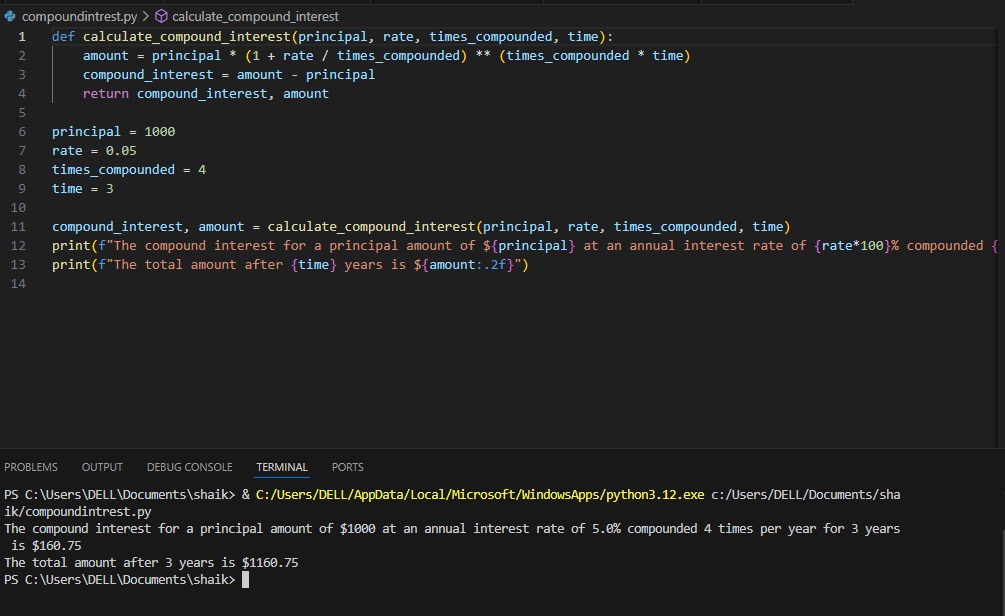 compoundintrest.py > calculate_compound_interest
1 def calculate_compound_interest(principal, rate, times_compounded, time):
2     amount = principal * (1 + rate / times_compounded) ** (times_compounded * time)
3     compound_interest = amount - principal
4     return compound_interest, amount
5
6 principal = 1000
7 rate = 0.05
8 times_compounded = 4
9 time = 3
10
11 compound_interest, amount = calculate_compound_interest(principal, rate, times_compounded, time)
12 print(f"The compound interest for a principal amount of ${principal} at an annual interest rate of {rate*100}% compounded {
13 print(f"The total amount after {time} years is ${amount:.2f}")
14
PROBLEMS OUTPUT DEBUG CONSOLE TERMINAL PORTS
PS C:\Users\DELL\Documents\shaik> & C:/Users/DELL/AppData/Local/Microsoft/WindowsApps/python3.12.exe c:/Users/DELL/Documents/sha
ik/compoundintrest.py
The compound interest for a principal amount of $1000 at an annual interest rate of 5.0% compounded 4 times per year for 3 years
 is $160.75
The total amount after 3 years is $1160.75
PS C:\Users\DELL\Documents\shaik>